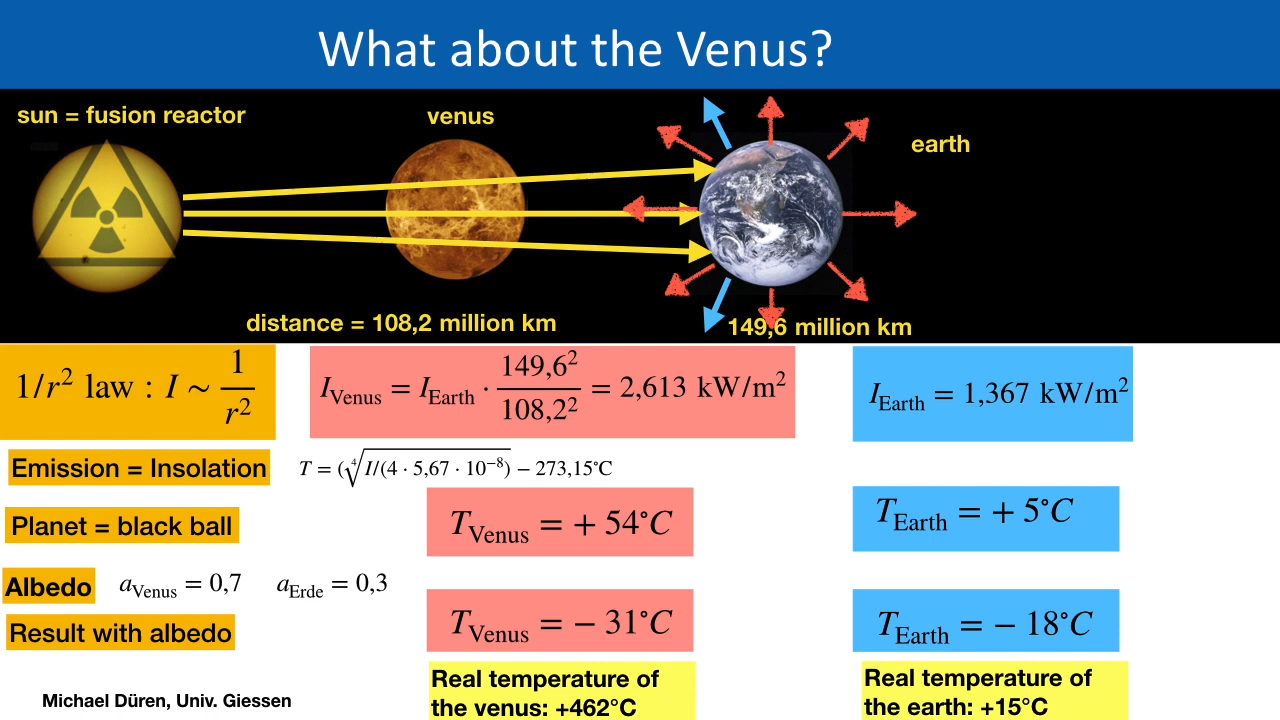 What about the Venus?
sun = fusion reactor
venus
earth
distance = 108,2 million km
149,6 million km
1/r² law : I ∼ 1/r²
I_Venus = I_Earth · 149,6²/108,2² = 2,613 kW/m²
I_Earth = 1,367 kW/m²
Emission = Insolation
T = (∜I/(4 · 5,67 · 10⁻⁸) − 273,15°C
Planet = black ball
T_Venus = + 54°C
T_Earth = + 5°C
Albedo
a_Venus = 0,7
a_Erde = 0,3
Result with albedo
T_Venus = − 31°C
T_Earth = − 18°C
Real temperature of
the venus: +462°C
Real temperature of
the earth: +15°C
Michael Düren, Univ. Giessen